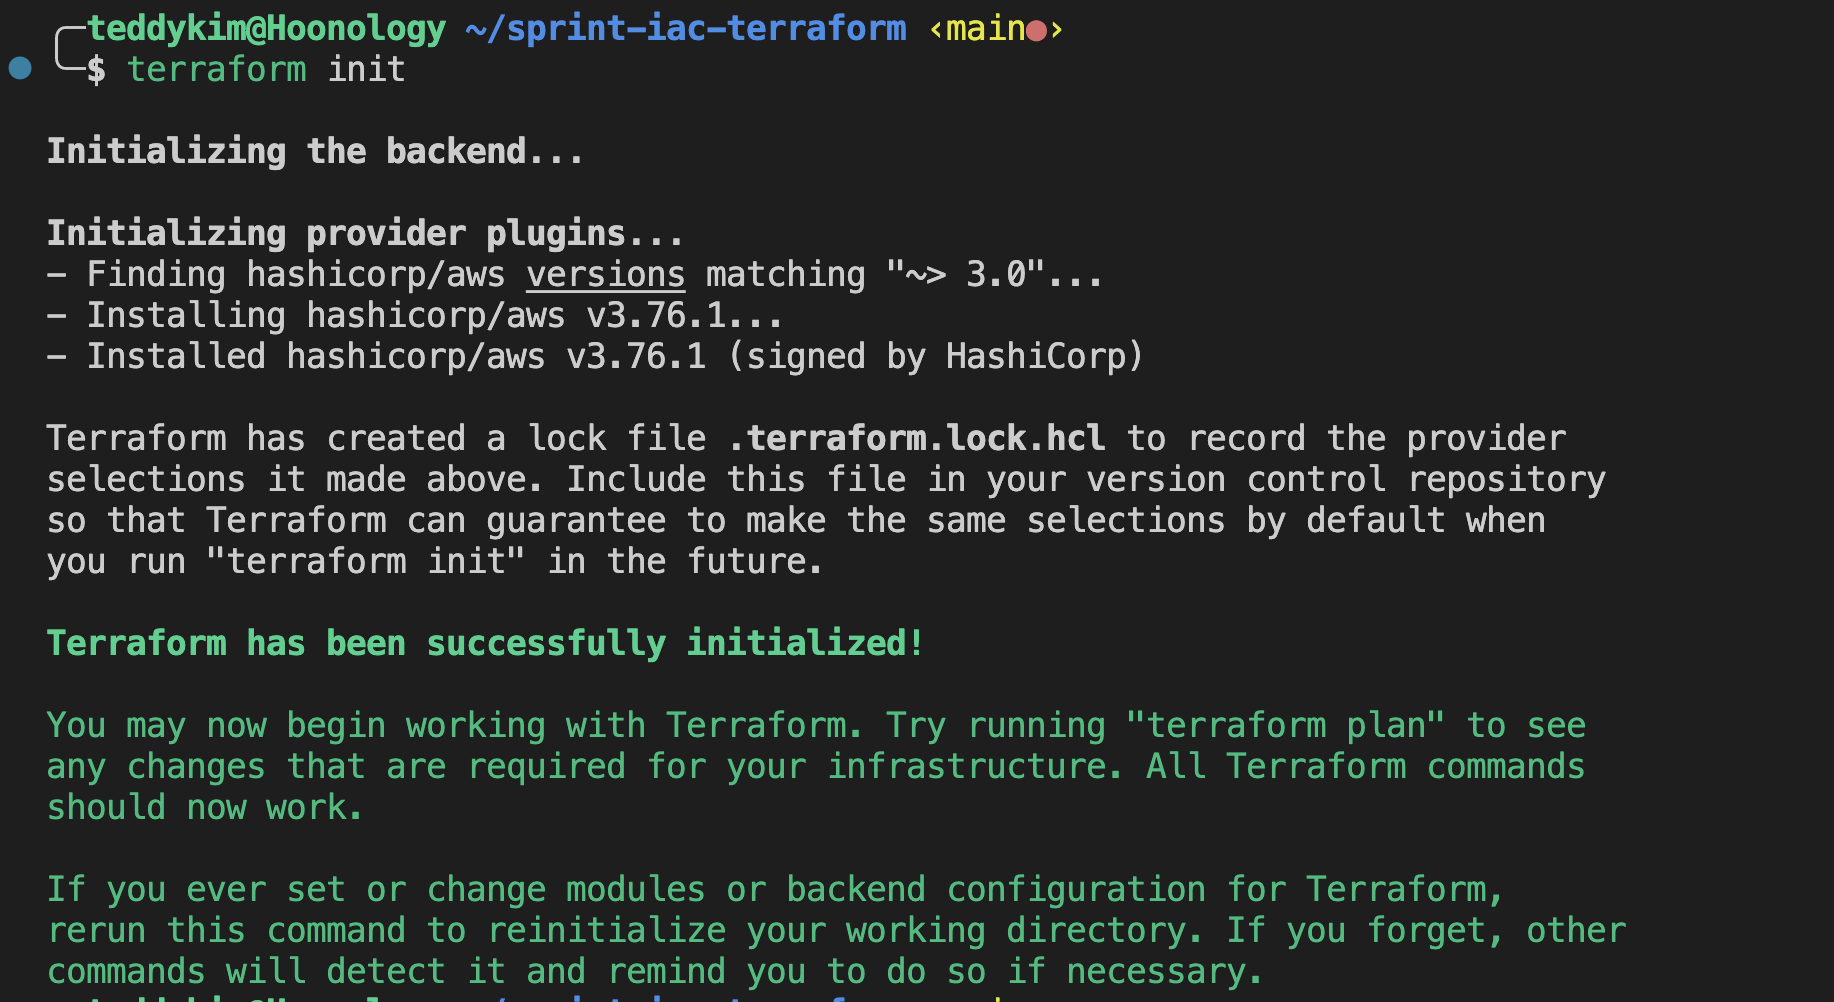 teddykim@Hoonology ~/sprint-iac-terraform ‹main●›
$ terraform init
Initializing the backend...
Initializing provider plugins...
- Finding hashicorp/aws versions matching "~> 3.0"...
- Installing hashicorp/aws v3.76.1...
- Installed hashicorp/aws v3.76.1 (signed by HashiCorp)
Terraform has created a lock file .terraform.lock.hcl to record the provider
selections it made above. Include this file in your version control repository
so that Terraform can guarantee to make the same selections by default when
you run "terraform init" in the future.
Terraform has been successfully initialized!
You may now begin working with Terraform. Try running "terraform plan" to see
any changes that are required for your infrastructure. All Terraform commands
should now work.
If you ever set or change modules or backend configuration for Terraform,
rerun this command to reinitialize your working directory. If you forget, other
commands will detect it and remind you to do so if necessary.